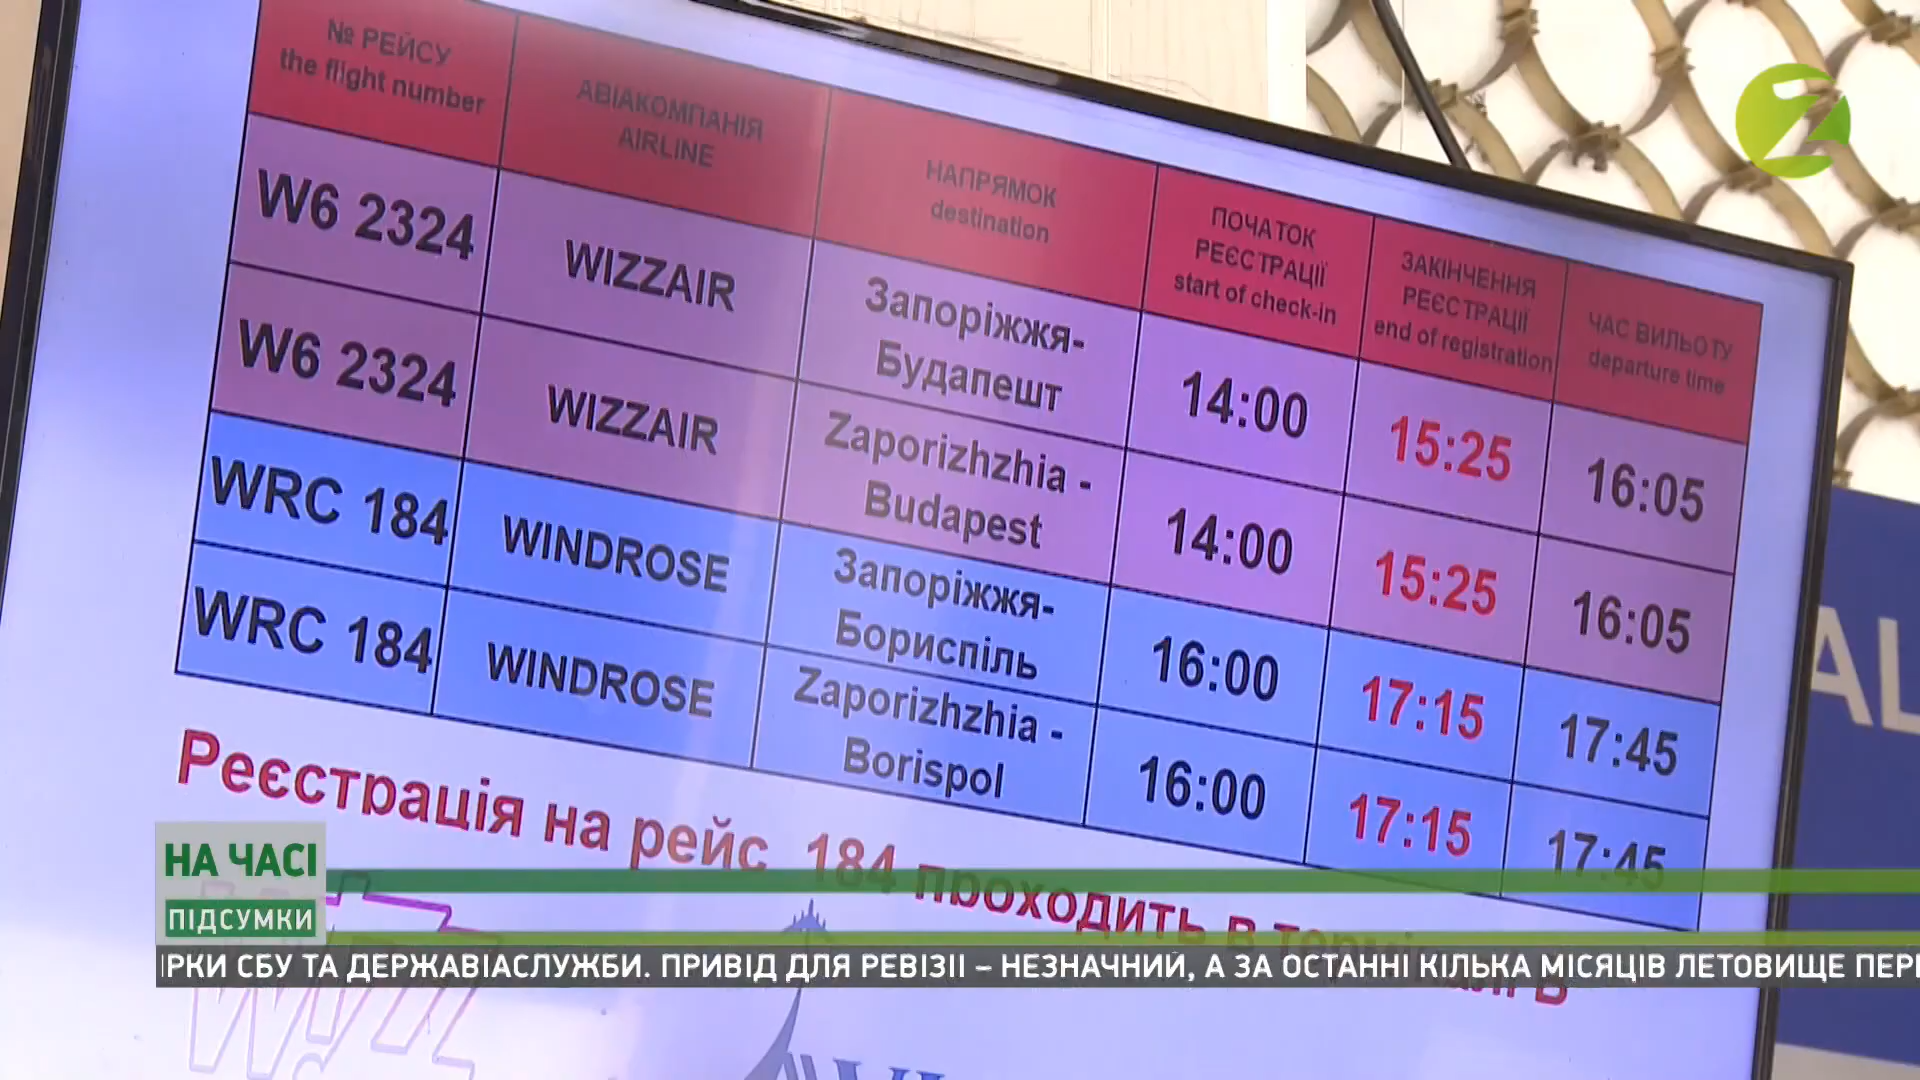 № РЕЙСУ
the flight number
АВІАКОМПАНІЯ
AIRLINE
НАПРЯМОК
destination
ПОЧАТОК
РЕЄСТРАЦІЇ
start of check-in
ЗАКІНЧЕННЯ
РЕЄСТРАЦІЇ
end of registration
ЧАС ВИЛЬОТУ
departure time
W6 2324
WIZZAIR
Запоріжжя-
Будапешт
14:00
15:25
16:05
W6 2324
WIZZAIR
Zaporizhzhia -
Budapest
14:00
15:25
16:05
WRC 184
WINDROSE
Запоріжжя-
Бориспіль
16:00
17:15
17:45
WRC 184
WINDROSE
Zaporizhzhia -
Borispol
16:00
17:15
17:45
Реєстрація на рейс 184 проходить в терміналі В
AL
НА ЧАСІ
ПІДСУМКИ
ІРКИ СБУ ТА ДЕРЖАВІАСЛУЖБИ. ПРИВІД ДЛЯ РЕВІЗІІ – НЕЗНАЧНИЙ, А ЗА ОСТАННІ КІЛЬКА МІСЯЦІВ ЛЕТОВИЩЕ ПЕР